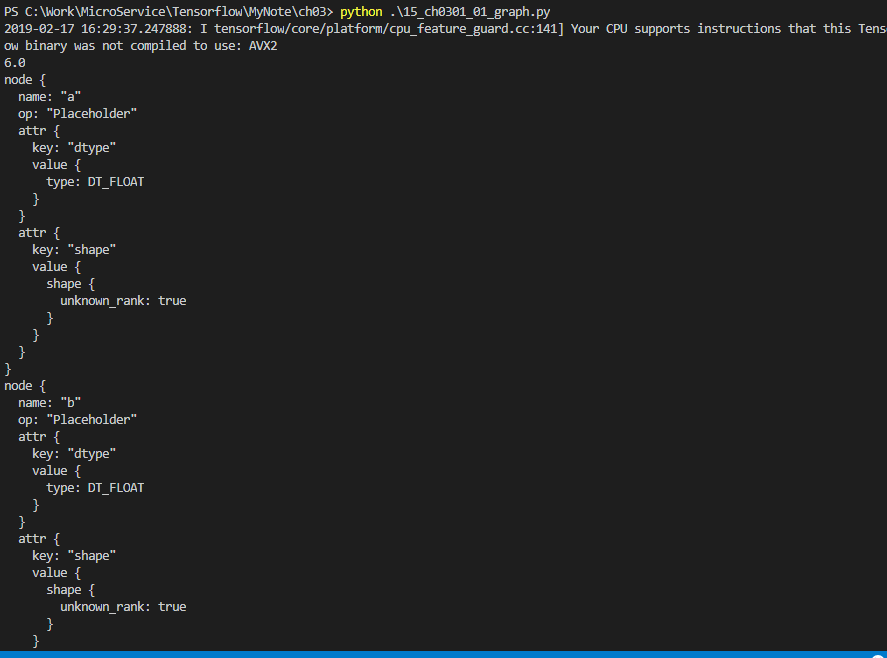 PS C:\Work\MicroService\Tensorflow\MyNote\ch03> python .\15_ch0301_01_graph.py
2019-02-17 16:29:37.247888: I tensorflow/core/platform/cpu_feature_guard.cc:141] Your CPU supports instructions that this Tens
ow binary was not compiled to use: AVX2
6.0
node {
  name: "a"
  op: "Placeholder"
  attr {
    key: "dtype"
    value {
      type: DT_FLOAT
    }
  }
  attr {
    key: "shape"
    value {
      shape {
        unknown_rank: true
      }
    }
  }
}
node {
  name: "b"
  op: "Placeholder"
  attr {
    key: "dtype"
    value {
      type: DT_FLOAT
    }
  }
  attr {
    key: "shape"
    value {
      shape {
        unknown_rank: true
      }
    }